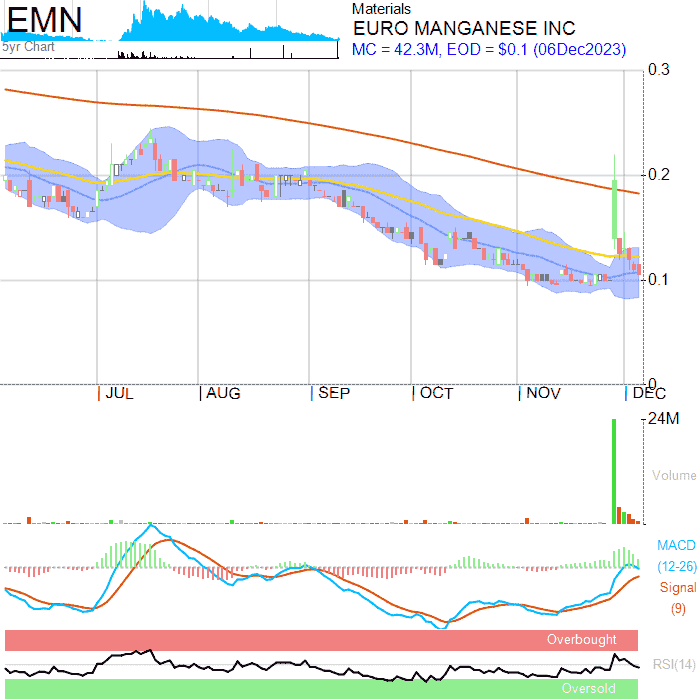 EMN
5yr Chart
Materials
EURO MANGANESE INC
MC = 42.3M, EOD = $0.1 (06Dec2023)
0.3
0.2
0.1
0
JUL
AUG
SEP
OCT
NOV
DEC
24M
Volume
MACD
(12-26)
Signal
(9)
Overbought
RSI(14)
Oversold